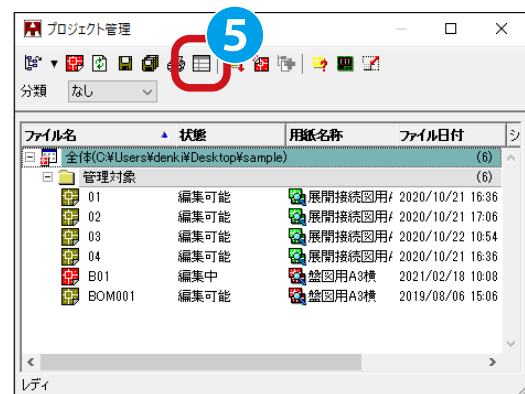 プロジェクト管理
5
分類 なし
ファイル名 状態 用紙名称 ファイル日付 シ
全体(C:¥Users¥denki¥Desktop¥sample) (6)
管理対象 (6)
01 編集可能 展開接続図用A 2020/10/21 16:36
02 編集可能 展開接続図用A 2020/10/21 17:06
03 編集可能 展開接続図用A 2020/10/22 10:54
04 編集可能 展開接続図用A 2020/10/21 16:36
B01 編集中 盤図用A3横 2021/02/18 10:08
BOM001 編集可能 盤図用A3横 2019/08/06 15:06
レディ